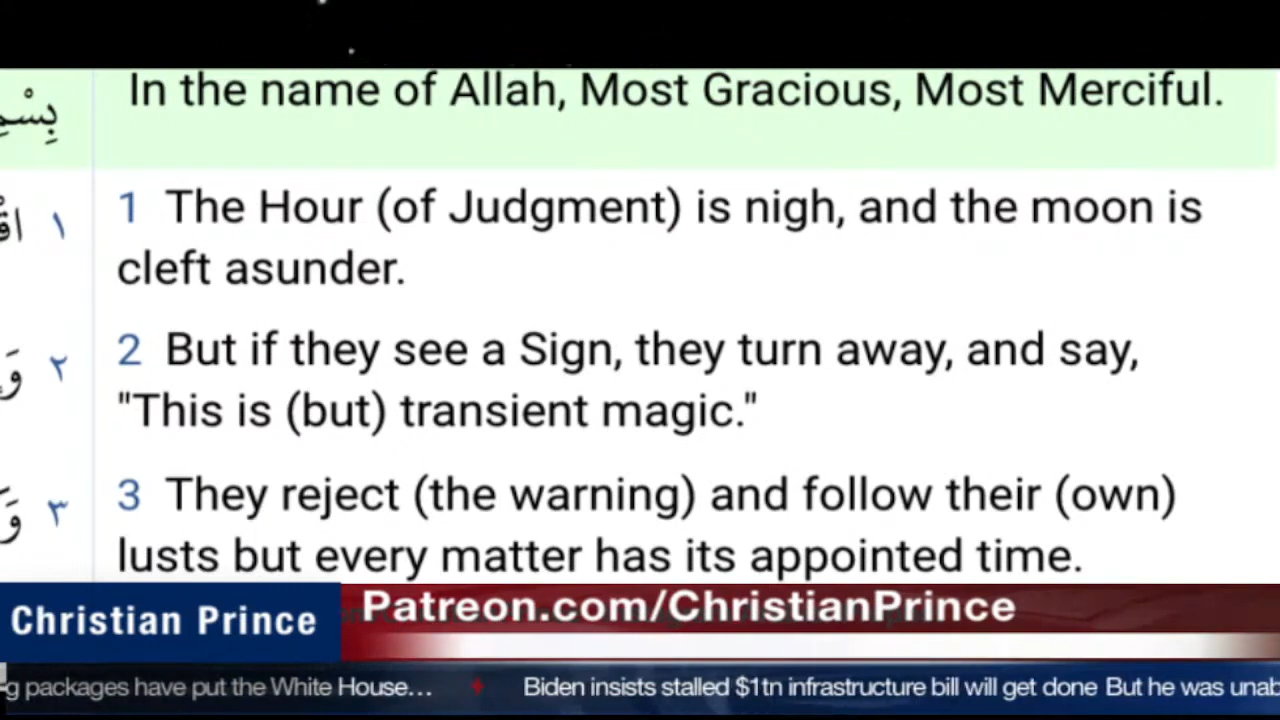 In the name of Allah, Most Gracious, Most Merciful.
بِسْمِ
1 The Hour (of Judgment) is nigh, and the moon is
١
cleft asunder.
2 But if they see a Sign, they turn away, and say,
٢
"This is (but) transient magic."
3 They reject (the warning) and follow their (own)
٣
lusts but every matter has its appointed time.
Christian Prince
Patreon.com/ChristianPrince
g packages have put the White House... Biden insists stalled $1tn infrastructure bill will get done But he was unab